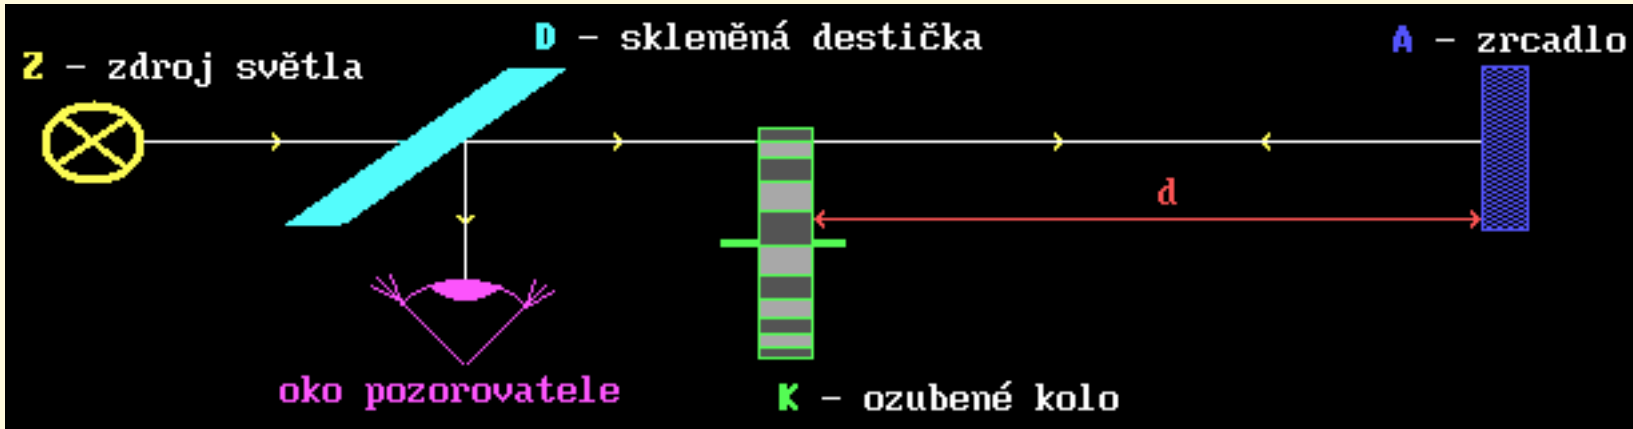 Z – zdroj světla
D – skleněná destička
A – zrcadlo
d
oko pozorovatele
K – ozubené kolo